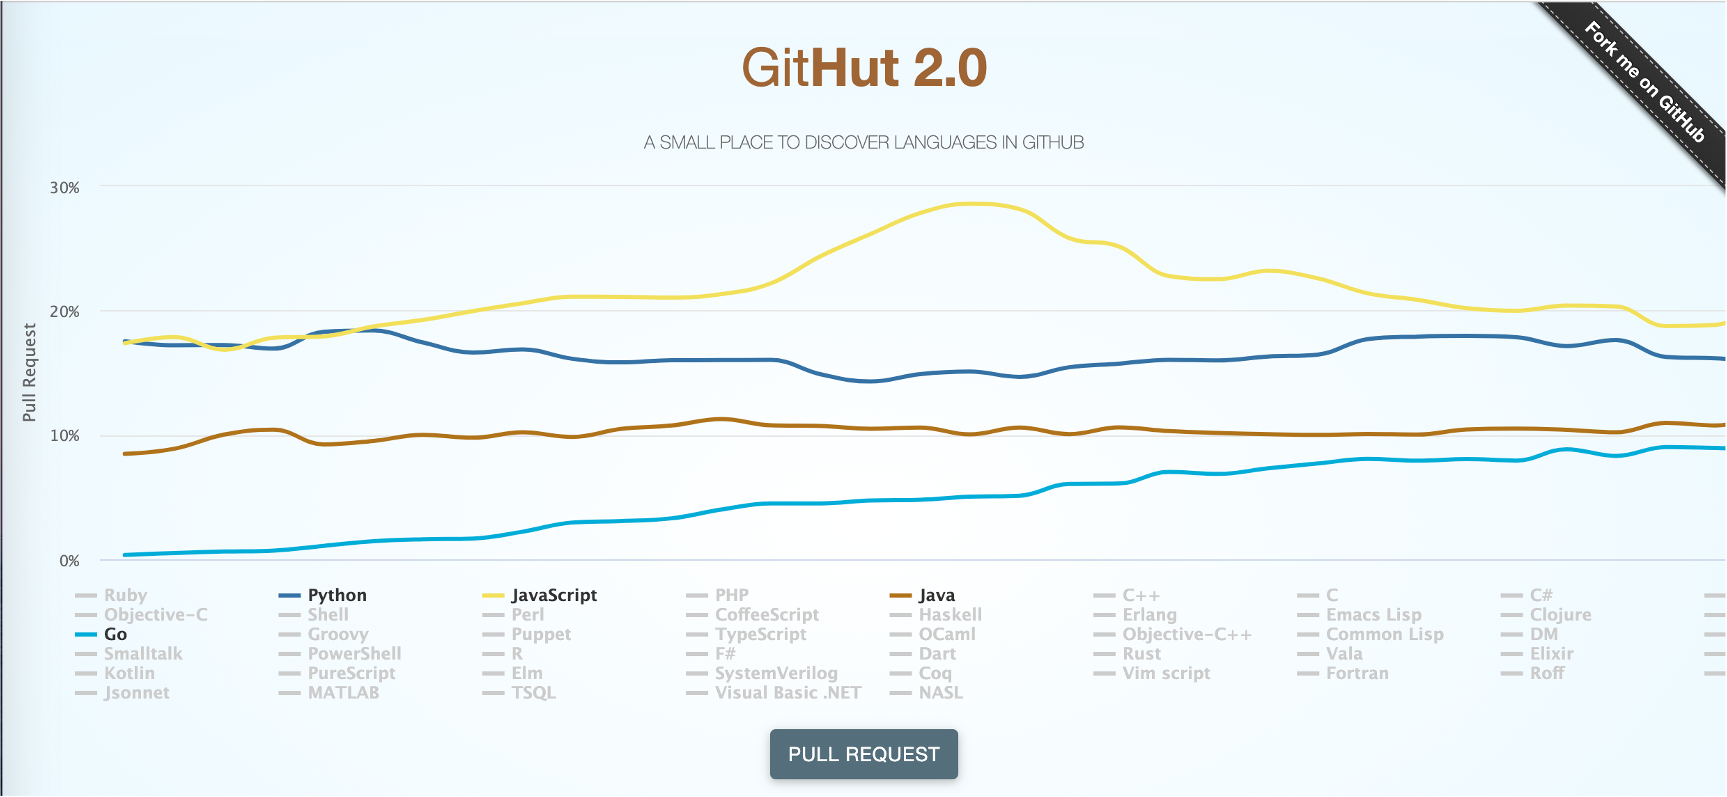 GitHut 2.0
Fork me on GitHub
A SMALL PLACE TO DISCOVER LANGUAGES IN GITHUB
30%
20%
10%
0%
Pull Request
Ruby Python JavaScript PHP Java C++ C C#
Objective-C Shell Perl CoffeeScript Haskell Erlang Emacs Lisp Clojure
Go Groovy Puppet TypeScript OCaml Objective-C++ Common Lisp DM
Smalltalk PowerShell R F# Dart Rust Vala Elixir
Kotlin PureScript Elm SystemVerilog Coq Vim script Fortran Roff
Jsonnet MATLAB TSQL Visual Basic .NET NASL
PULL REQUEST